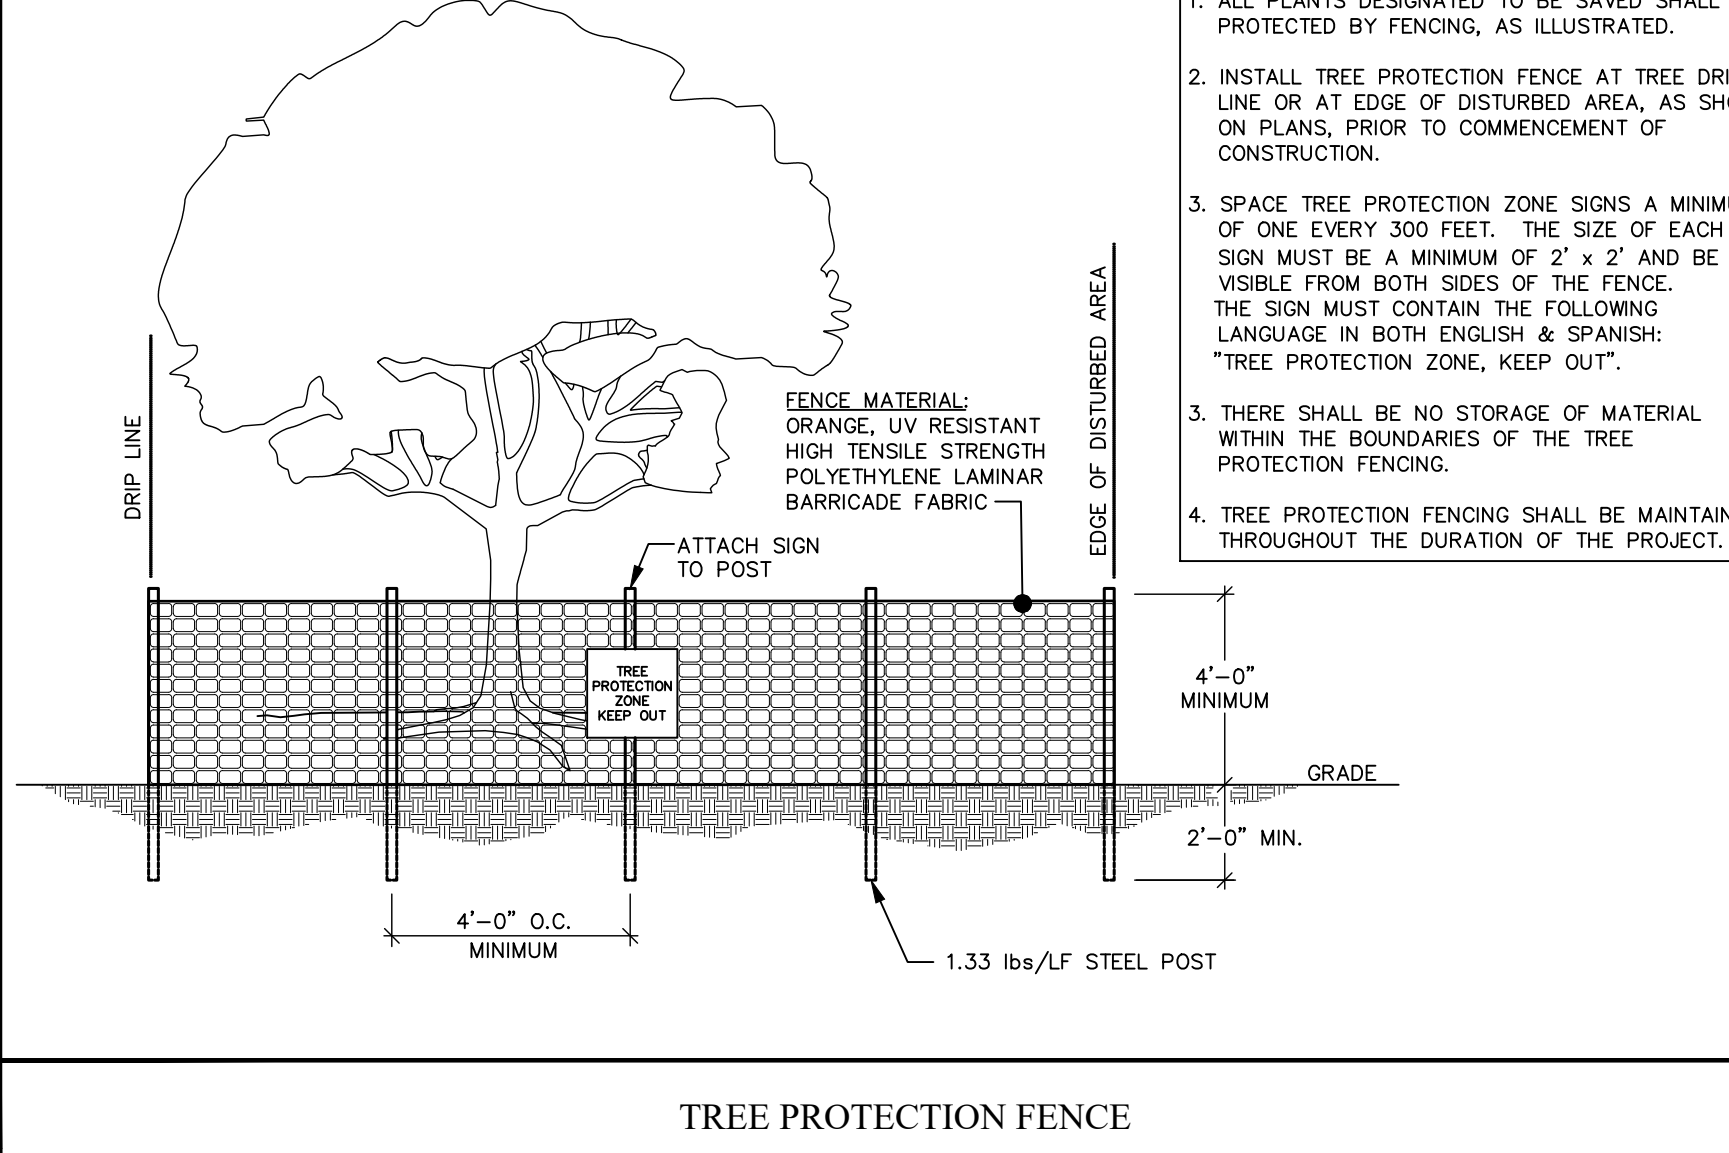 1. ALL PLANTS DESIGNATED TO BE SAVED SHALL
PROTECTED BY FENCING, AS ILLUSTRATED.
2. INSTALL TREE PROTECTION FENCE AT TREE DRI
LINE OR AT EDGE OF DISTURBED AREA, AS SHO
ON PLANS, PRIOR TO COMMENCEMENT OF
CONSTRUCTION.
3. SPACE TREE PROTECTION ZONE SIGNS A MINIMU
OF ONE EVERY 300 FEET. THE SIZE OF EACH
SIGN MUST BE A MINIMUM OF 2' x 2' AND BE
VISIBLE FROM BOTH SIDES OF THE FENCE.
THE SIGN MUST CONTAIN THE FOLLOWING
LANGUAGE IN BOTH ENGLISH & SPANISH:
"TREE PROTECTION ZONE, KEEP OUT".
3. THERE SHALL BE NO STORAGE OF MATERIAL
WITHIN THE BOUNDARIES OF THE TREE
PROTECTION FENCING.
4. TREE PROTECTION FENCING SHALL BE MAINTAIN
THROUGHOUT THE DURATION OF THE PROJECT.
DRIP LINE
EDGE OF DISTURBED AREA
FENCE MATERIAL:
ORANGE, UV RESISTANT
HIGH TENSILE STRENGTH
POLYETHYLENE LAMINAR
BARRICADE FABRIC
ATTACH SIGN
TO POST
TREE
PROTECTION
ZONE
KEEP OUT
4'-0"
MINIMUM
GRADE
2'-0" MIN.
4'-0" O.C.
MINIMUM
1.33 lbs/LF STEEL POST
TREE PROTECTION FENCE